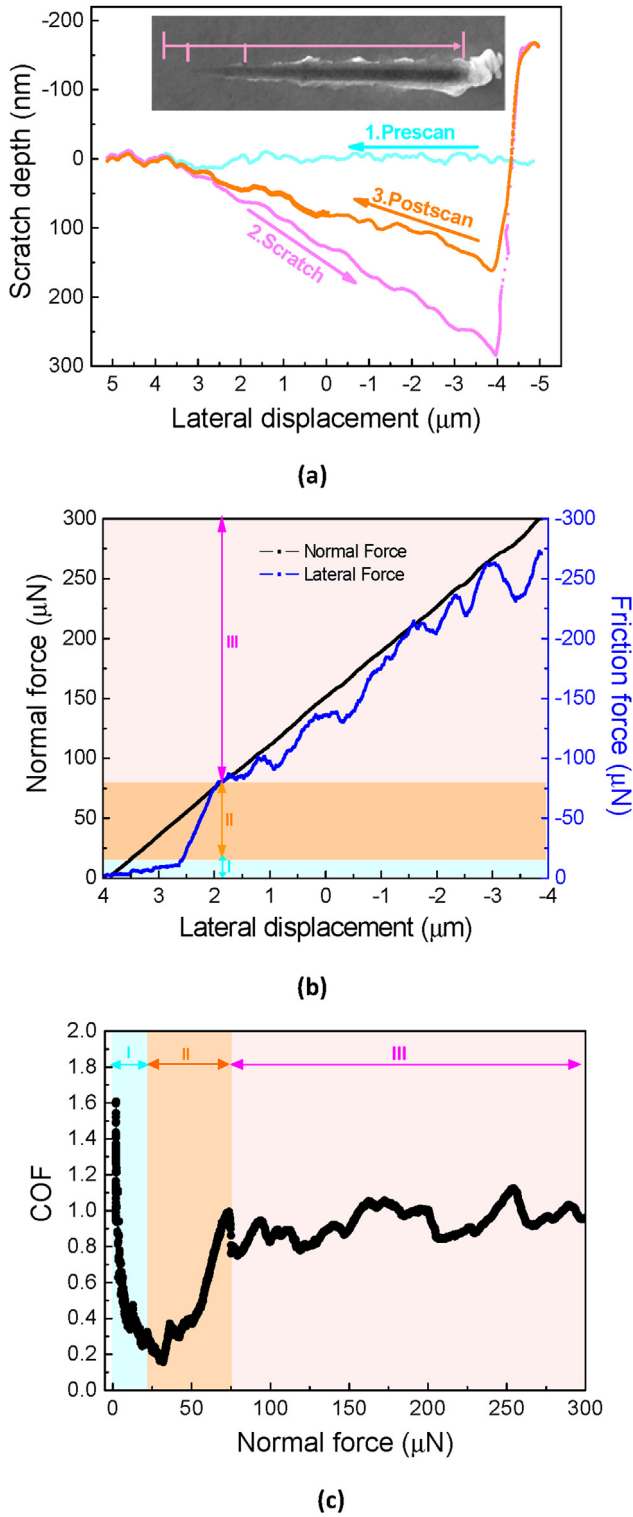 -100
0
100
200
300
Scratch depth (nm)
1.Prescan
3.Postscan
2.Scratch
5 4 3 2 1 0 -1 -2 -3 -4 -5
Lateral displacement (μm)
(a)
300
250
200
150
100
50
0
Normal force (μN)
Normal Force
Lateral Force
III
II
I
-300
-250
-200
-150
-100
-50
0
Friction force (μN)
4 3 2 1 0 -1 -2 -3 -4
Lateral displacement (μm)
(b)
2.0
1.8
1.6
1.4
1.2
1.0
0.8
0.6
0.4
0.2
0.0
COF
I II III
0 50 100 150 200 250 300
Normal force (μN)
(c)